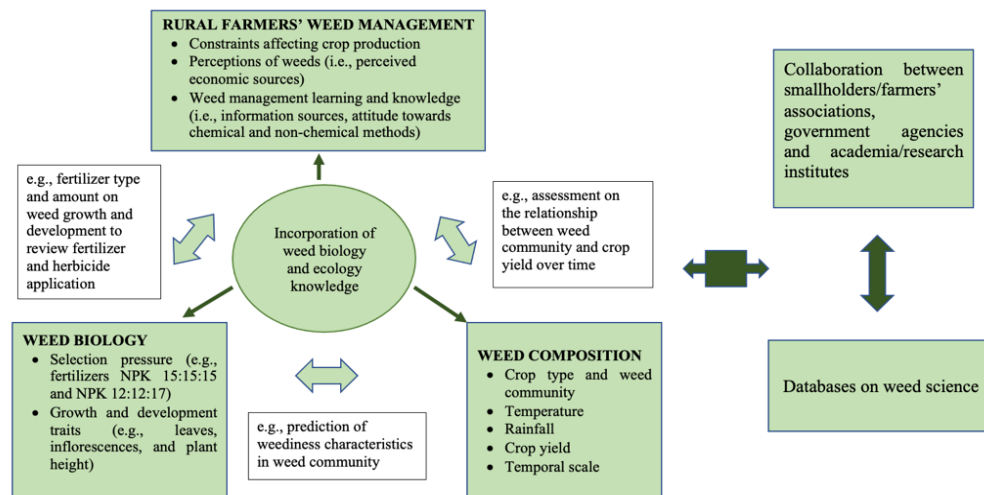 RURAL FARMERS' WEED MANAGEMENT
• Constraints affecting crop production
• Perceptions of weeds (i.e., perceived
economic sources)
• Weed management learning and knowledge
(i.e., information sources, attitude towards
chemical and non-chemical methods)
Collaboration between
smallholders/farmers'
associations,
government agencies
and academia/research
institutes
e.g., fertilizer type
and amount on
weed growth and
development to
review fertilizer
and herbicide
application
Incorporation of
weed biology
and ecology
knowledge
e.g., assessment on
the relationship
between weed
community and crop
yield over time
WEED BIOLOGY
• Selection pressure (e.g.,
fertilizers NPK 15:15:15
and NPK 12:12:17)
• Growth and development
traits (e.g., leaves,
inflorescences, and plant
height)
e.g., prediction of
weediness characteristics
in weed community
WEED COMPOSITION
• Crop type and weed
community
• Temperature
• Rainfall
• Crop yield
• Temporal scale
Databases on weed science